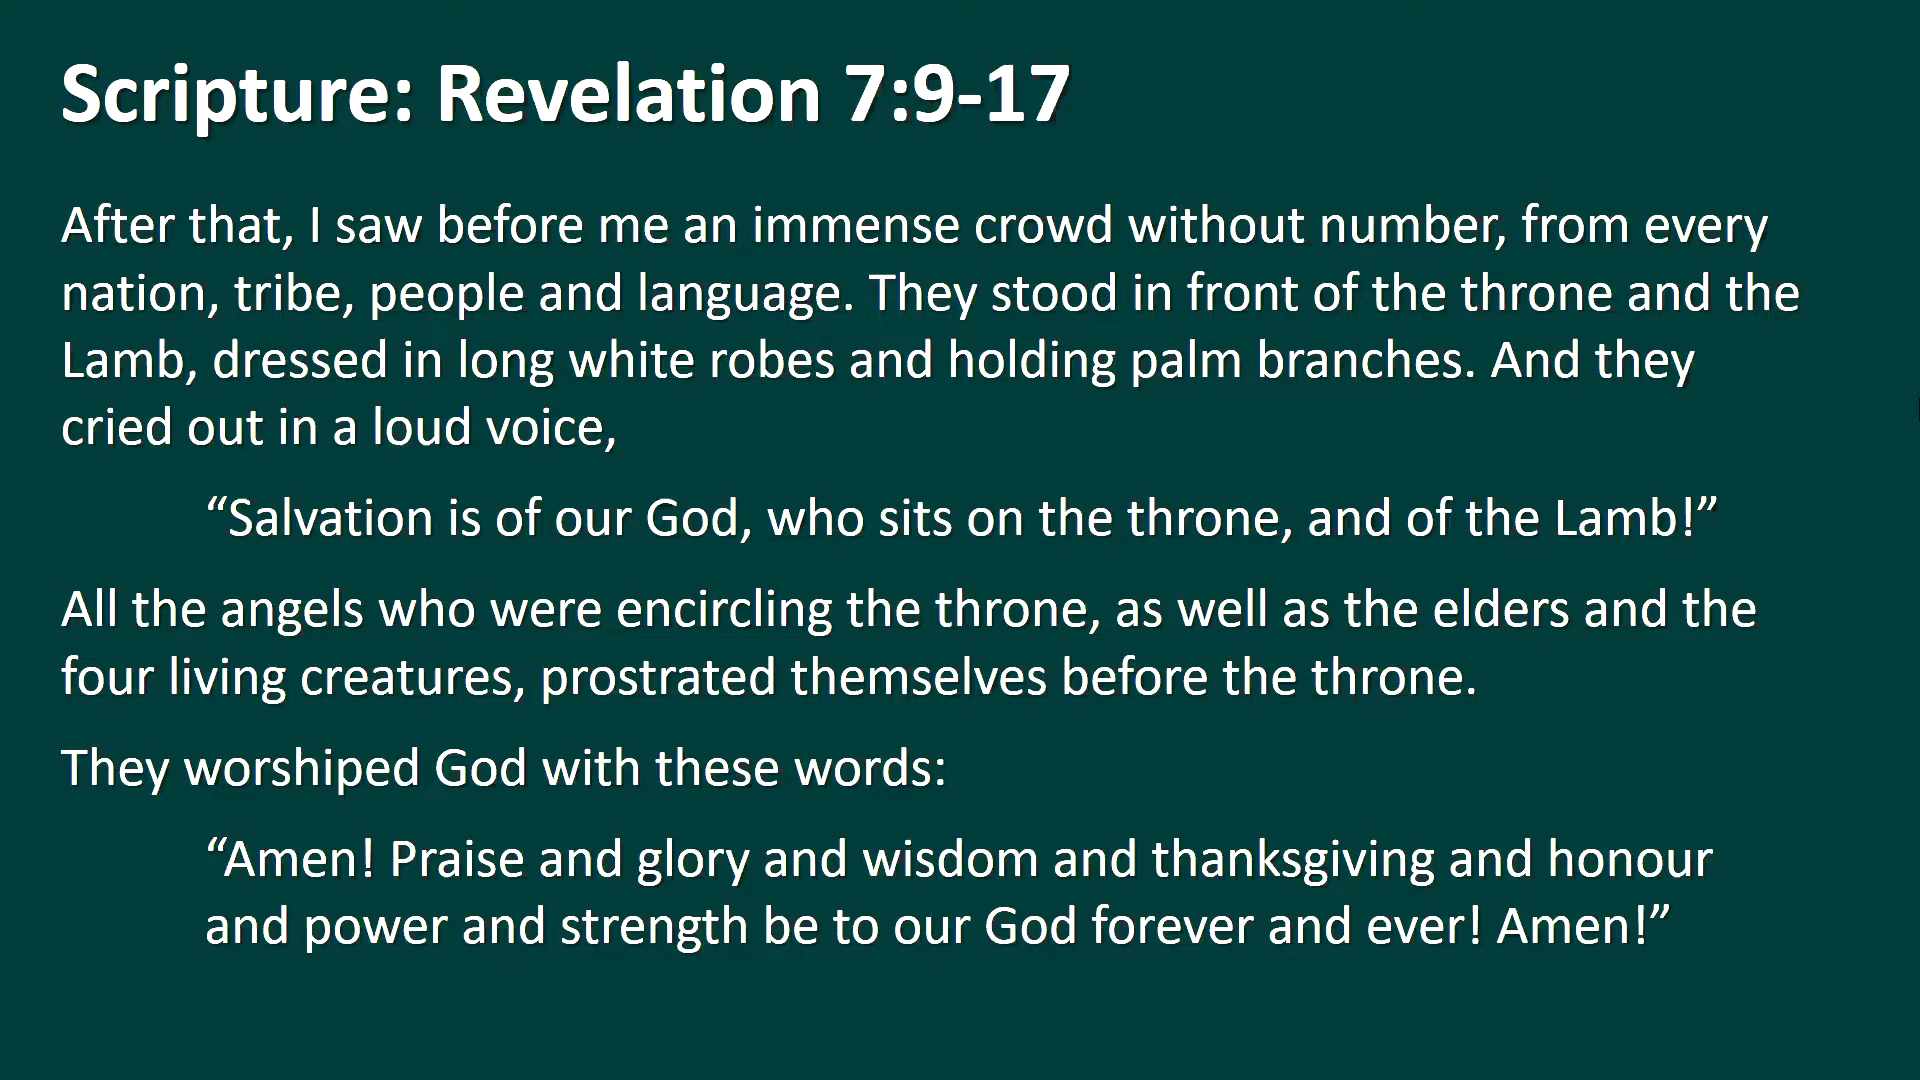 Scripture: Revelation 7:9-17
After that, I saw before me an immense crowd without number, from every
nation, tribe, people and language. They stood in front of the throne and the
Lamb, dressed in long white robes and holding palm branches. And they
cried out in a loud voice,
“Salvation is of our God, who sits on the throne, and of the Lamb!”
All the angels who were encircling the throne, as well as the elders and the
four living creatures, prostrated themselves before the throne.
They worshiped God with these words:
“Amen! Praise and glory and wisdom and thanksgiving and honour
and power and strength be to our God forever and ever! Amen!”